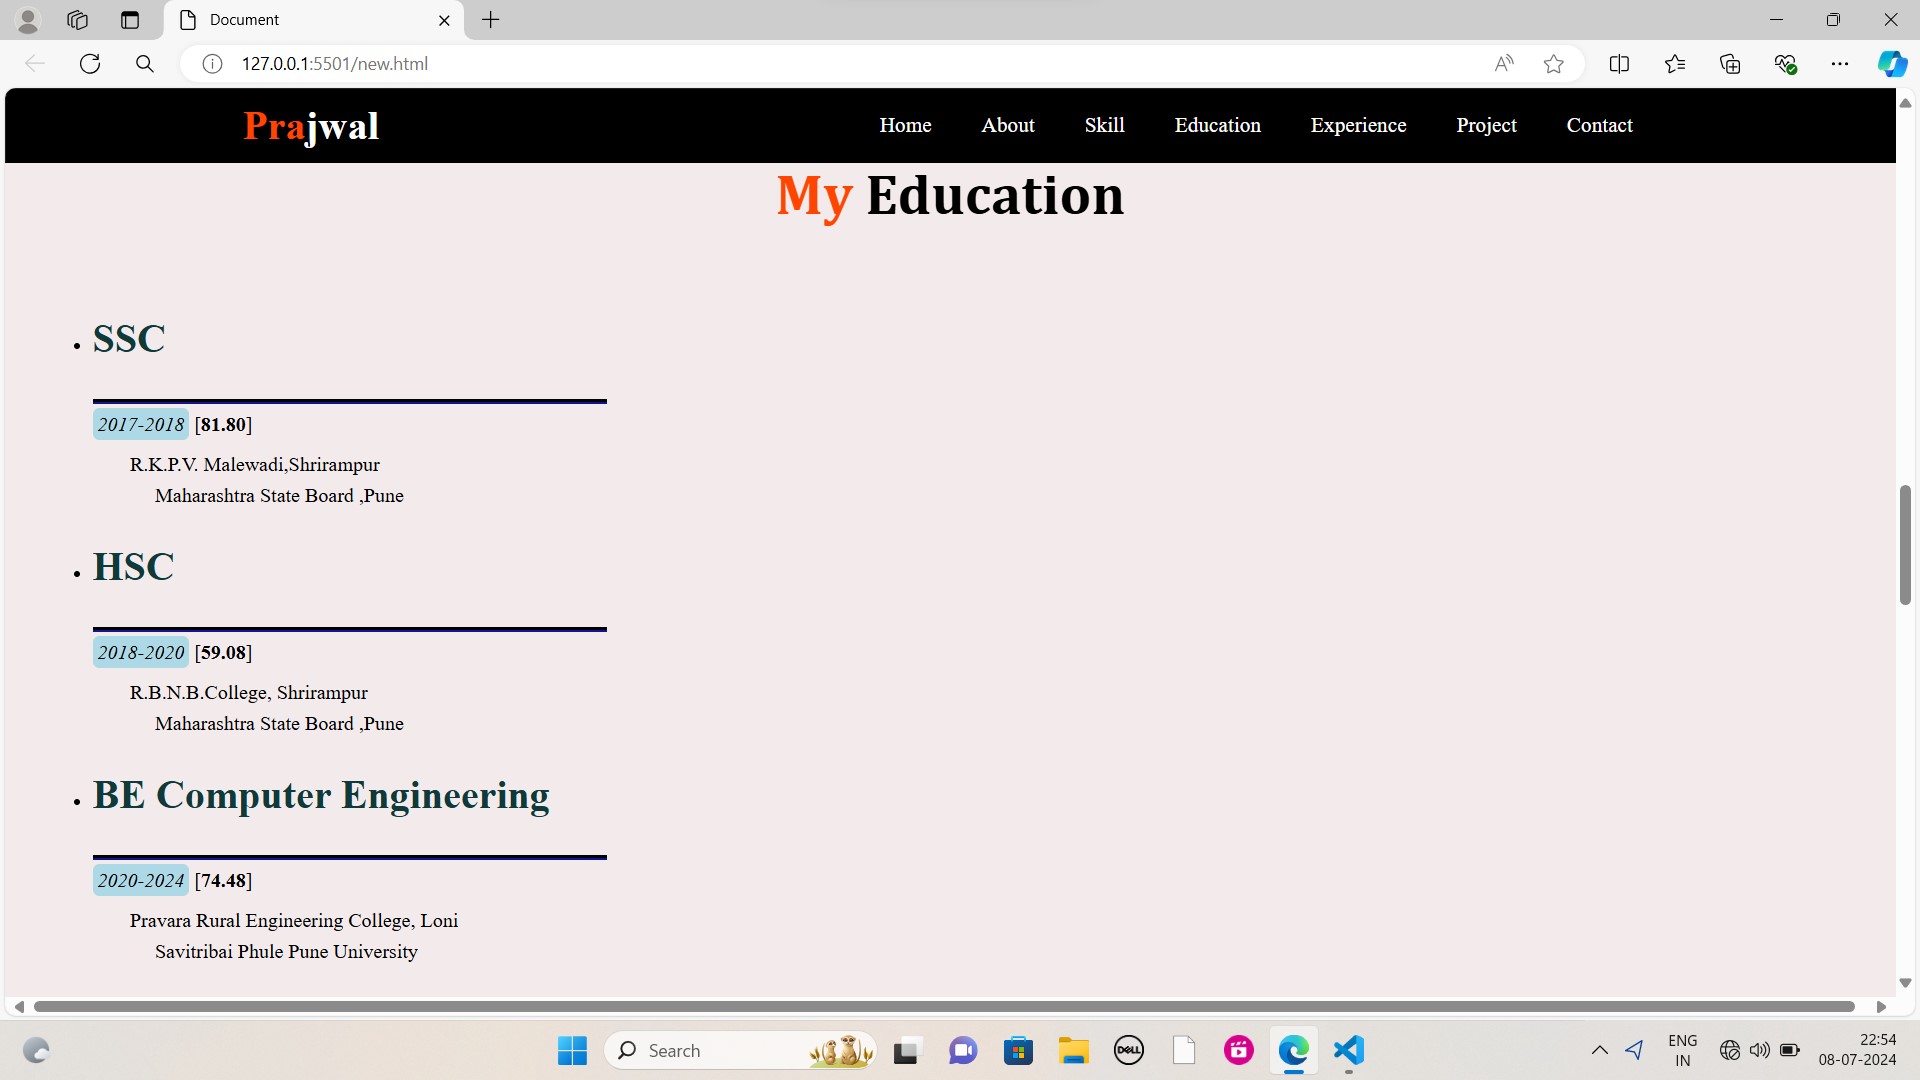 Document
127.0.0.1:5501/new.html
Prajwal
Home About Skill Education Experience Project Contact
My Education
SSC
2017-2018 [81.80]
R.K.P.V. Malewadi,Shrirampur
Maharashtra State Board ,Pune
HSC
2018-2020 [59.08]
R.B.N.B.College, Shrirampur
Maharashtra State Board ,Pune
BE Computer Engineering
2020-2024 [74.48]
Pravara Rural Engineering College, Loni
Savitribai Phule Pune University
Search
DELL
ENG
IN
22:54
08-07-2024